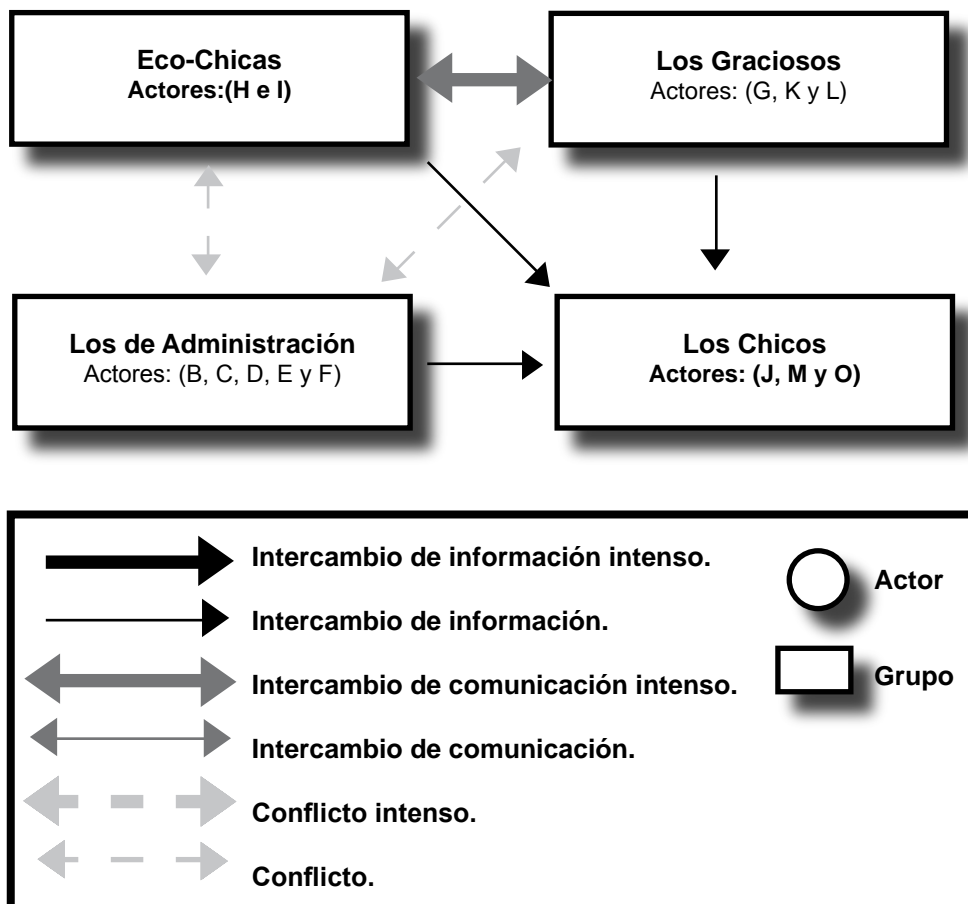 Eco-Chicas
Actores:(H e I)
Los Graciosos
Actores: (G, K y L)
Los de Administración
Actores: (B, C, D, E y F)
Los Chicos
Actores: (J, M y O)
Intercambio de información intenso.
Intercambio de información.
Intercambio de comunicación intenso.
Intercambio de comunicación.
Conflicto intenso.
Conflicto.
Actor
Grupo